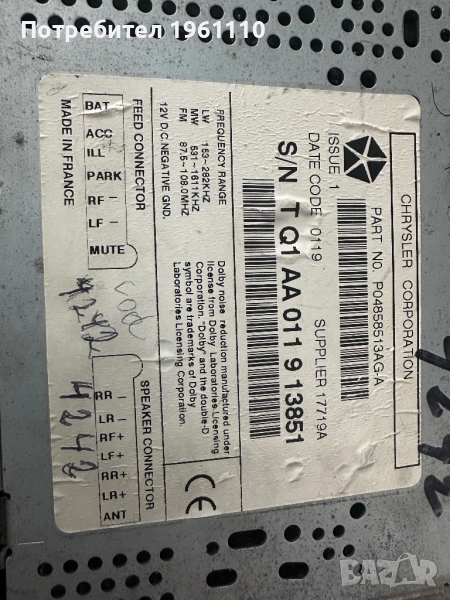 Потребител 1961110
CHRYSLER CORPORATION
PART NO. P04858513AG-A
ISSUE 1
DATE CODE 0119 SUPPLIER 17719A
S/N T Q1 AA 011 9 13851
FREQUENCY RANGE
LW 153-282KHZ
MW 531-1611KHZ
FM 87.5-108.0MHZ
12V D.C.NEGATIVE GND.
Dolby noise reduction manufactured under
license from Dolby Laboratories Licensing
Corporation. "Dolby" and the double-D
symbol are trademarks of Dolby
Laboratories Licensing Corporation.
CE
FEED CONNECTOR
BAT
ACC
ILL
PARK
RF -
LF -
MUTE
MADE IN FRANCE
cod
4242
4242
SPEAKER CONNECTOR
RR -
LR -
RF+
LF+
RR+
LR+
ANT
BAZAR